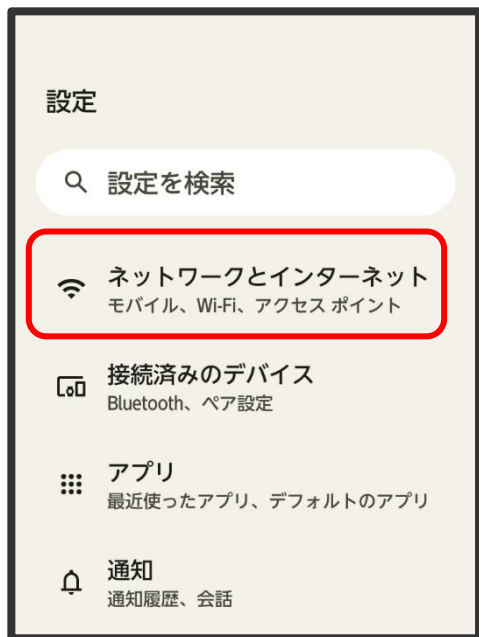 設定
設定を検索
ネットワークとインターネット
モバイル、Wi-Fi、アクセス ポイント
接続済みのデバイス
Bluetooth、ペア設定
アプリ
最近使ったアプリ、デフォルトのアプリ
通知
通知履歴、会話